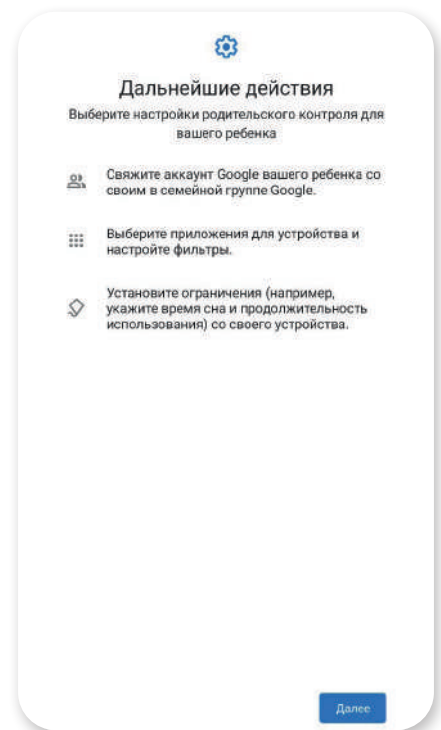 Дальнейшие действия
Выберите настройки родительского контроля для
вашего ребенка
Свяжите аккаунт Google вашего ребенка со
своим в семейной группе Google.
Выберите приложения для устройства и
настройте фильтры.
Установите ограничения (например,
укажите время сна и продолжительность
использования) со своего устройства.
Далее